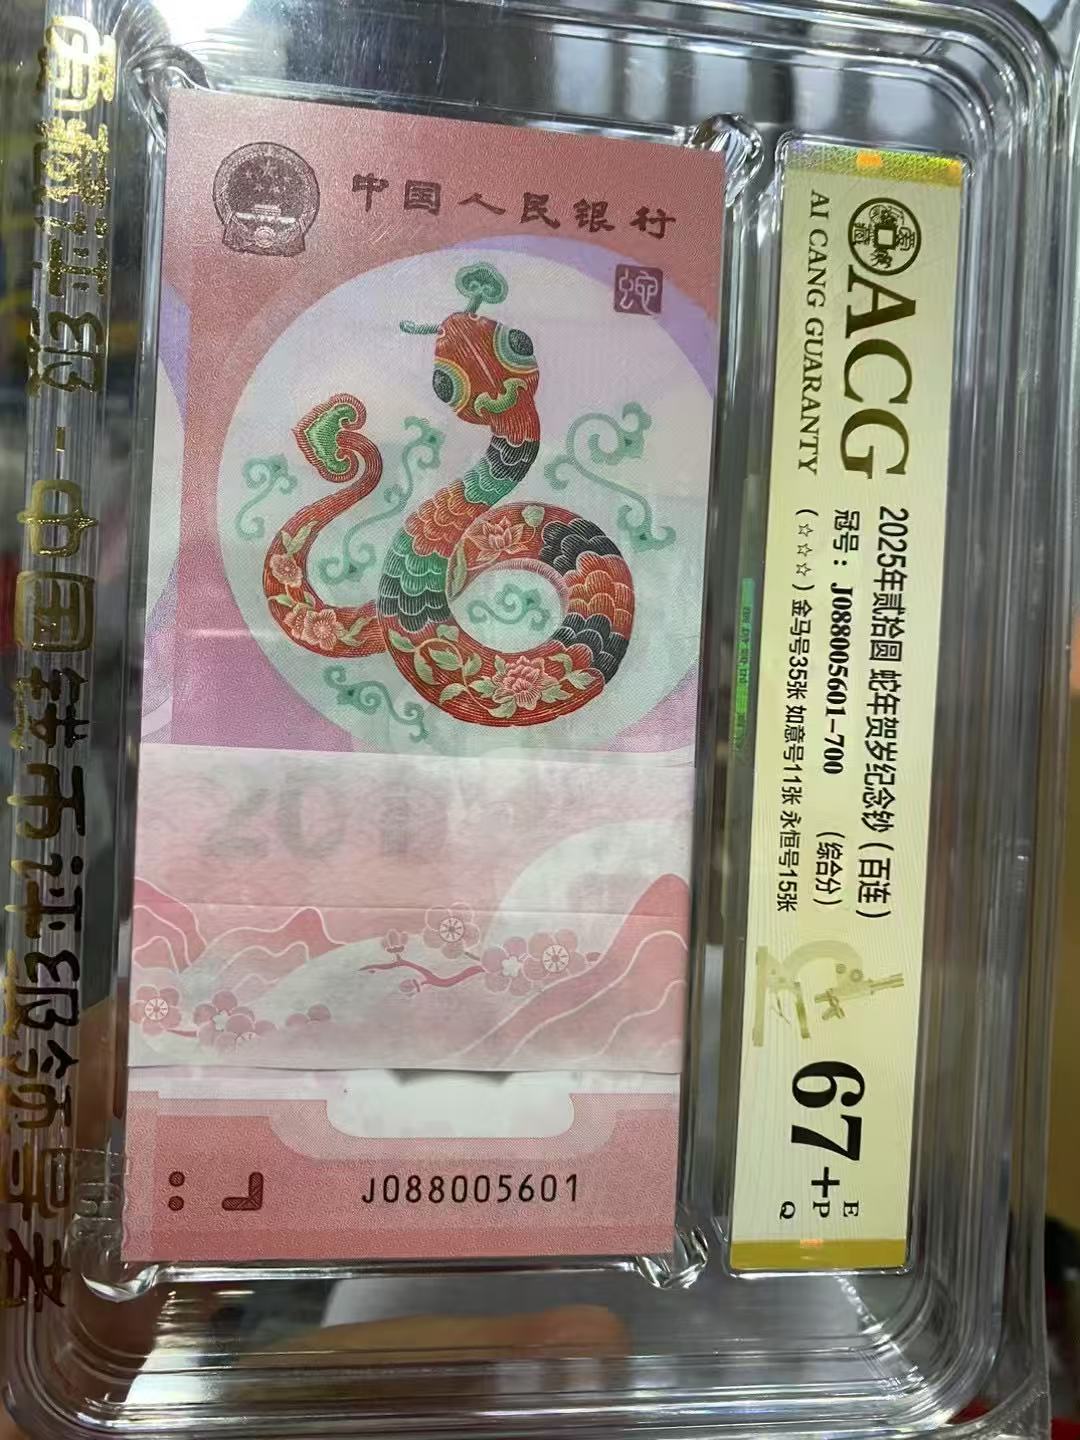 爱藏评级-中国钱币评级领导者
中国人民银行
蛇
J088005601
ACG
AI CANG GUARANTY
2025年贰拾圆 蛇年贺岁纪念钞（百连）
冠号：J088005601-700 （综合分）
（☆☆☆）金马号35张 如意号11张 永恒号15张
67+
E
P
Q